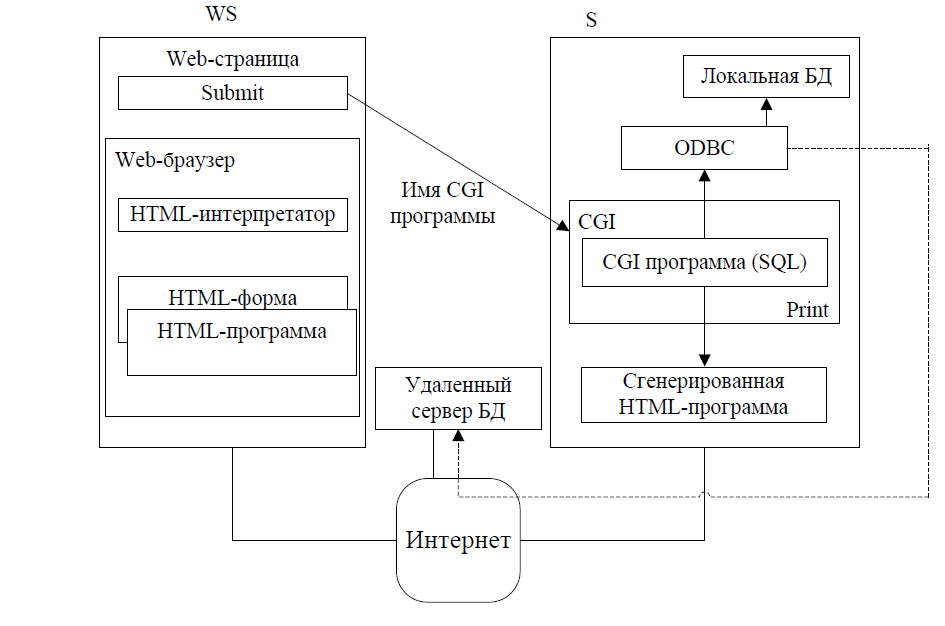 WS
S
Web-страница
Submit
Web-браузер
HTML-интерпретатор
HTML-форма
HTML-программа
Имя CGI
программы
Локальная БД
ODBC
CGI
CGI программа (SQL)
Print
Сгенерированная
HTML-программа
Удаленный
сервер БД
Интернет